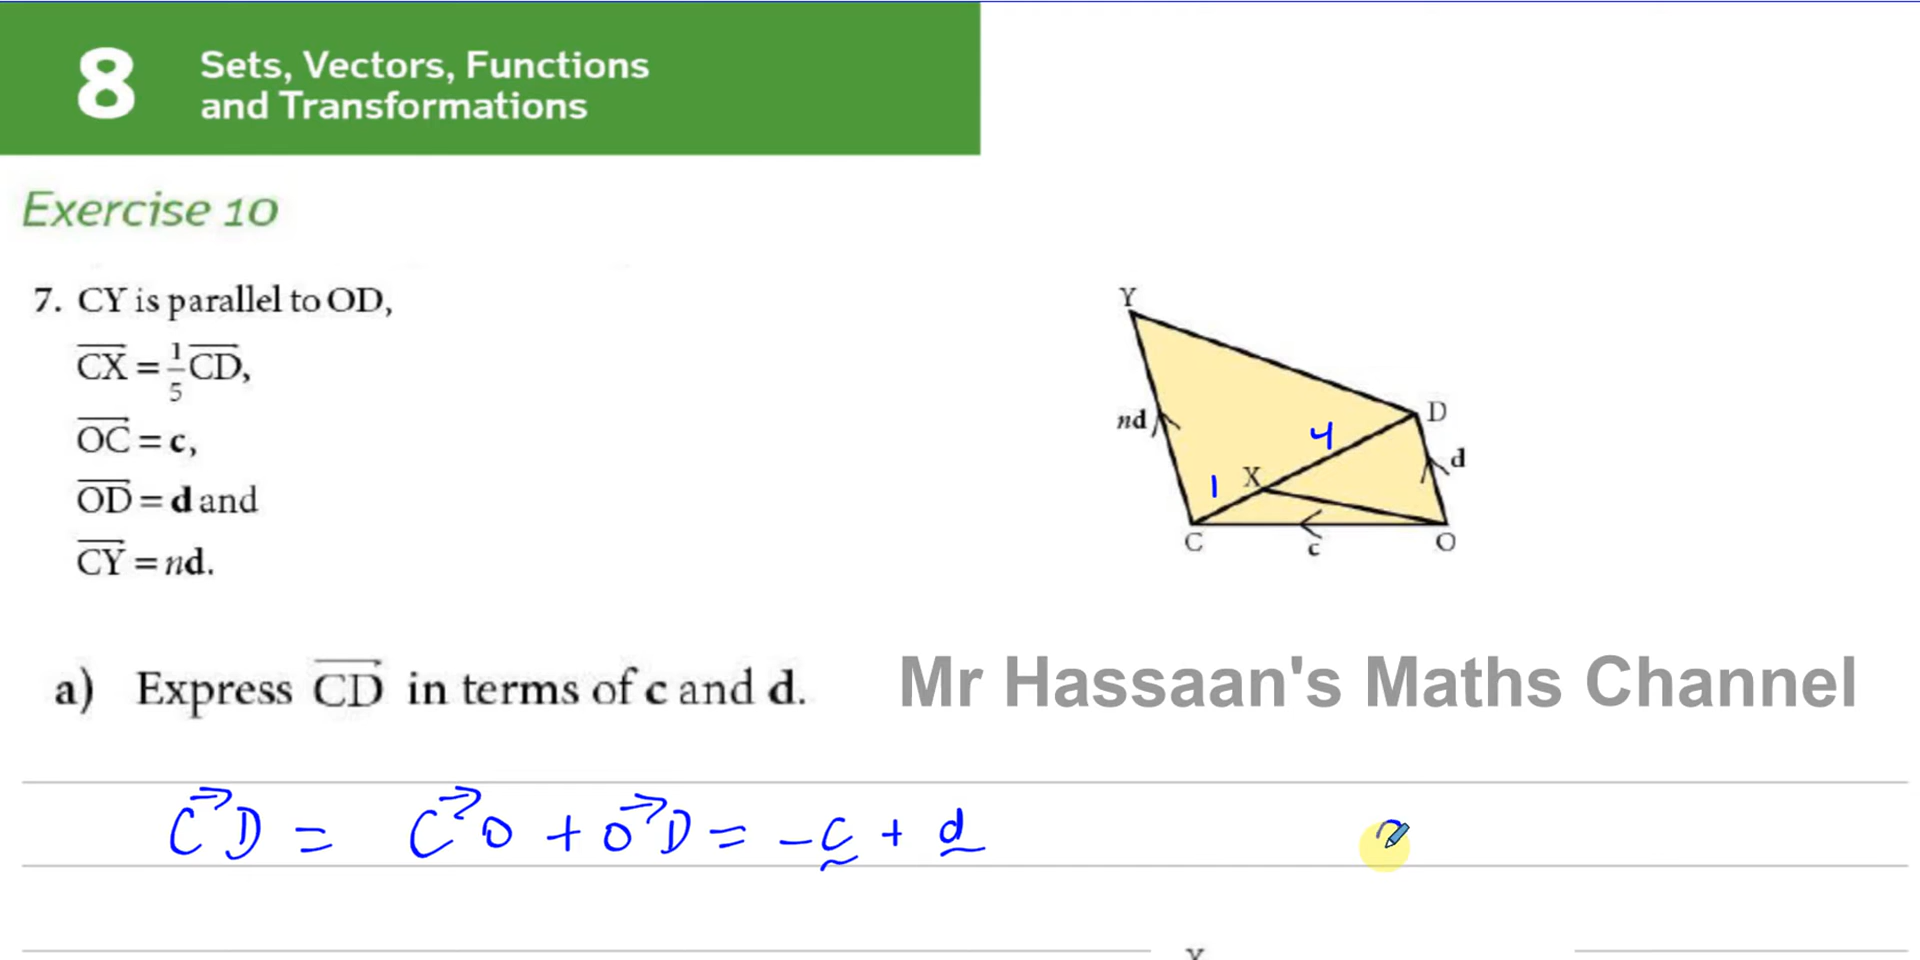 8
Sets, Vectors, Functions
and Transformations
Exercise 10
7. CY is parallel to OD,
CX = 1/5 CD,
OC = c,
OD = d and
CY = nd.
Y
D
nd
4
d
X
1
C
c
O
a) Express CD in terms of c and d.
Mr Hassaan's Maths Channel
CD = CO + OD = -c + d